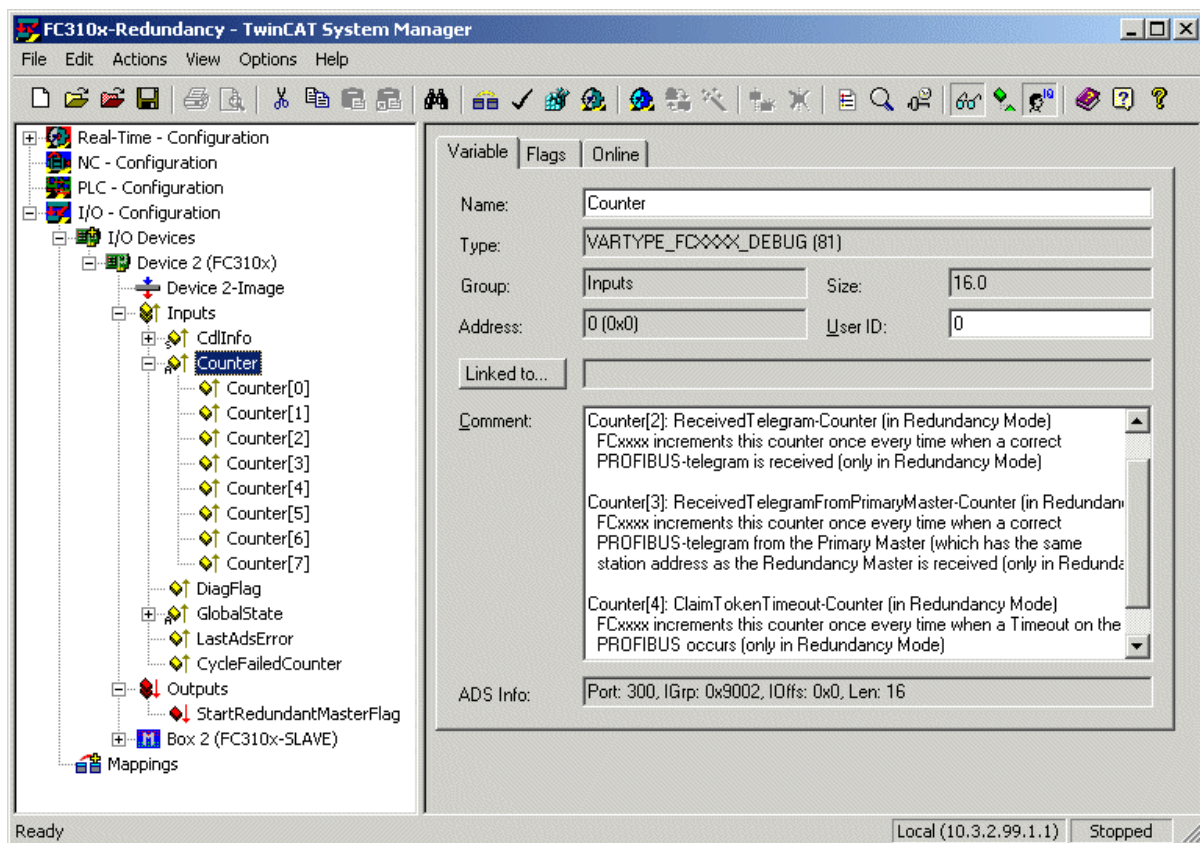 FC310x-Redundancy - TwinCAT System Manager
File Edit Actions View Options Help
Real-Time - Configuration
NC - Configuration
PLC - Configuration
I/O - Configuration
I/O Devices
Device 2 (FC310x)
Device 2-Image
Inputs
CdlInfo
Counter
Counter[0]
Counter[1]
Counter[2]
Counter[3]
Counter[4]
Counter[5]
Counter[6]
Counter[7]
DiagFlag
GlobalState
LastAdsError
CycleFailedCounter
Outputs
StartRedundantMasterFlag
Box 2 (FC310x-SLAVE)
Mappings
Variable Flags Online
Name: Counter
Type: VARTYPE_FCXXXX_DEBUG (81)
Group: Inputs Size: 16.0
Address: 0 (0x0) User ID: 0
Linked to...
Comment:
Counter[2]: ReceivedTelegram-Counter (in Redundancy Mode)
FCxxxx increments this counter once every time when a correct
PROFIBUS-telegram is received (only in Redundancy Mode)
Counter[3]: ReceivedTelegramFromPrimaryMaster-Counter (in Redundan
FCxxxx increments this counter once every time when a correct
PROFIBUS-telegram from the Primary Master (which has the same
station address as the Redundancy Master is received (only in Redunda
Counter[4]: ClaimTokenTimeout-Counter (in Redundancy Mode)
FCxxxx increments this counter once every time when a Timeout on the
PROFIBUS occurs (only in Redundancy Mode)
ADS Info: Port: 300, IGrp: 0x9002, IOffs: 0x0, Len: 16
Ready Local (10.3.2.99.1.1) Stopped